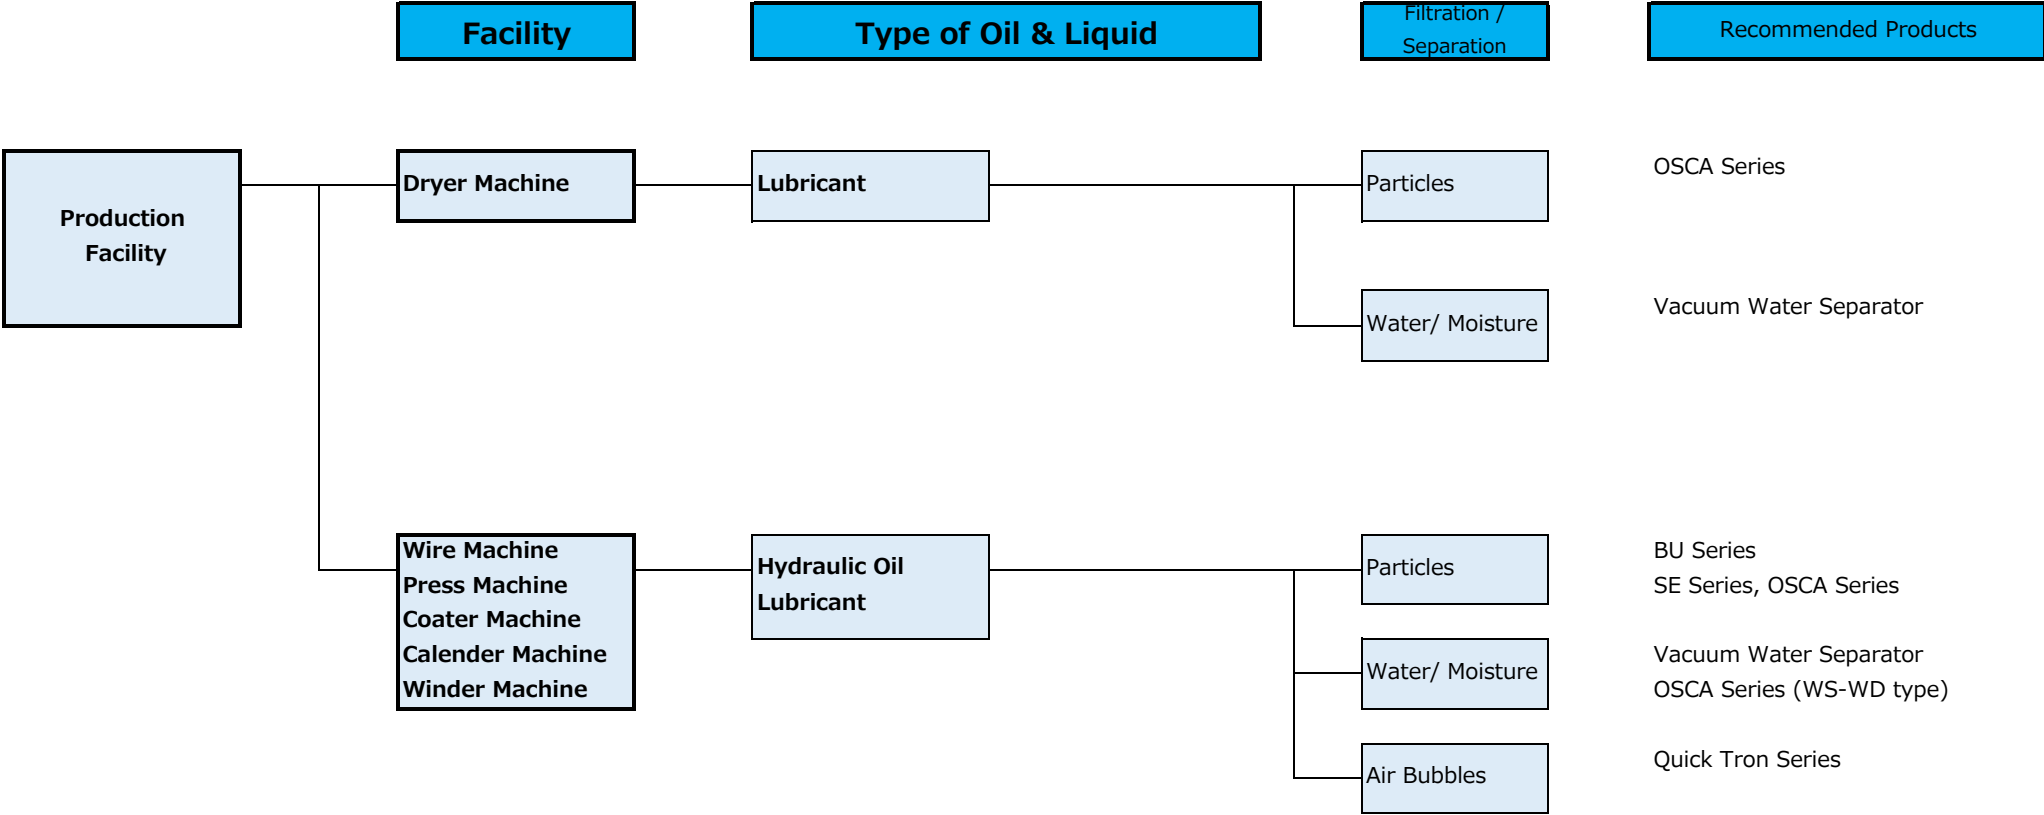 Facility
Type of Oil & Liquid
Filtration /
Separation
Recommended Products
Production
Facility
Dryer Machine
Lubricant
Particles
OSCA Series
Water/ Moisture
Vacuum Water Separator
Wire Machine
Press Machine
Coater Machine
Calender Machine
Winder Machine
Hydraulic Oil
Lubricant
Particles
BU Series
SE Series, OSCA Series
Water/ Moisture
Vacuum Water Separator
OSCA Series (WS-WD type)
Air Bubbles
Quick Tron Series